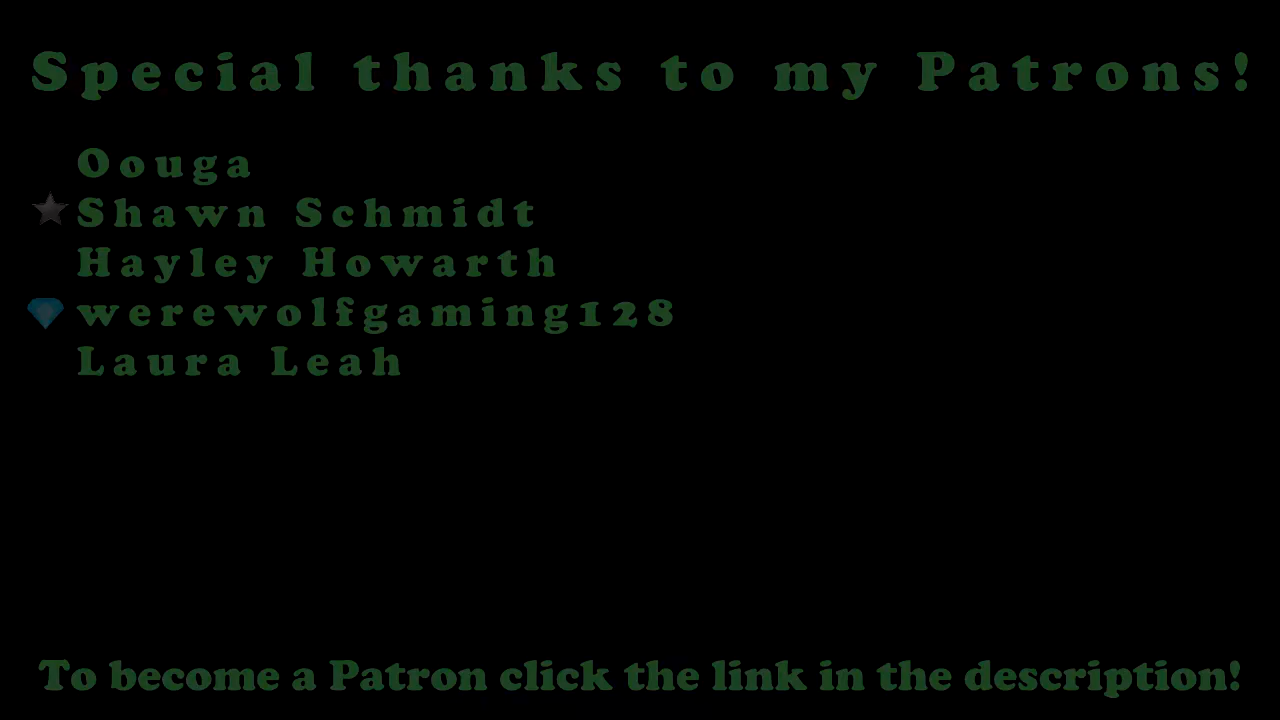 Special thanks to my Patrons!
Oouga
Shawn Schmidt
Hayley Howarth
werewolfgaming128
Laura Leah
To become a Patron click the link in the description!